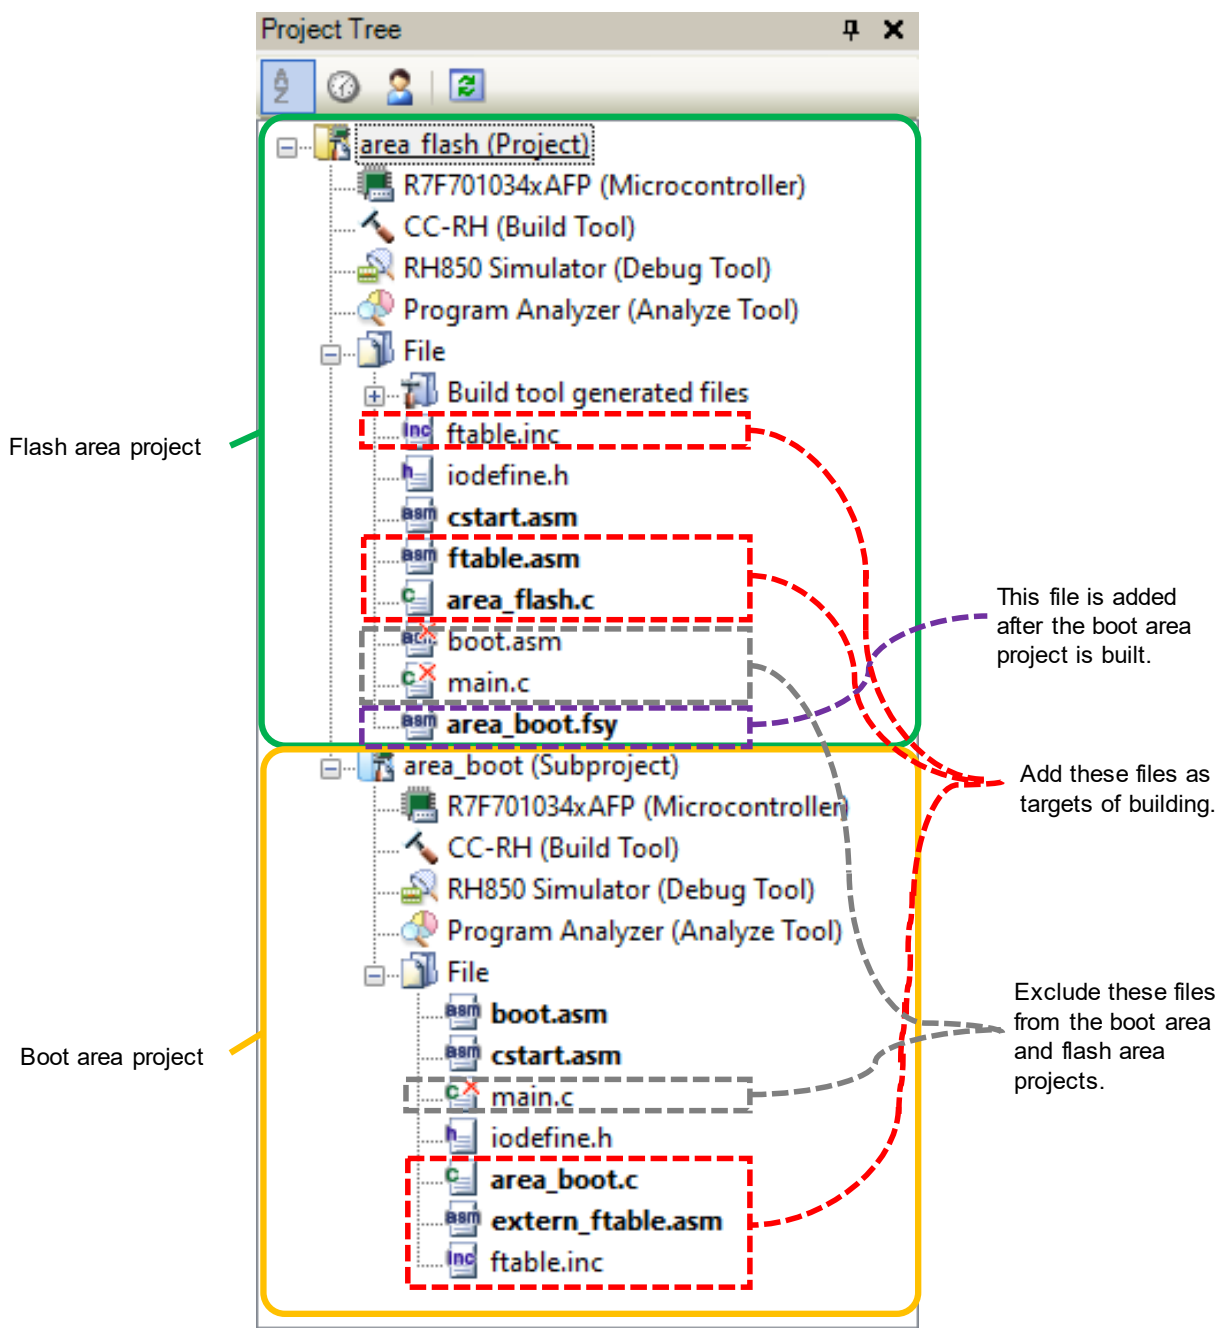 Project Tree
area_flash (Project)
R7F701034xAFP (Microcontroller)
CC-RH (Build Tool)
RH850 Simulator (Debug Tool)
Program Analyzer (Analyze Tool)
File
Build tool generated files
ftable.inc
iodefine.h
cstart.asm
ftable.asm
area_flash.c
boot.asm
main.c
area_boot.fsy
area_boot (Subproject)
R7F701034xAFP (Microcontroller)
CC-RH (Build Tool)
RH850 Simulator (Debug Tool)
Program Analyzer (Analyze Tool)
File
boot.asm
cstart.asm
main.c
iodefine.h
area_boot.c
extern_ftable.asm
ftable.inc
Flash area project
Boot area project
This file is added
after the boot area
project is built.
Add these files as
targets of building.
Exclude these files
from the boot area
and flash area
projects.